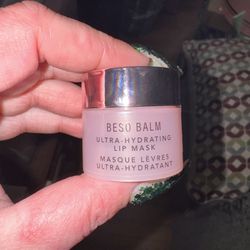 BESO BALM
ULTRA-HYDRATING
LIP MASK
MASQUE LÈVRES
ULTRA-HYDRATANT